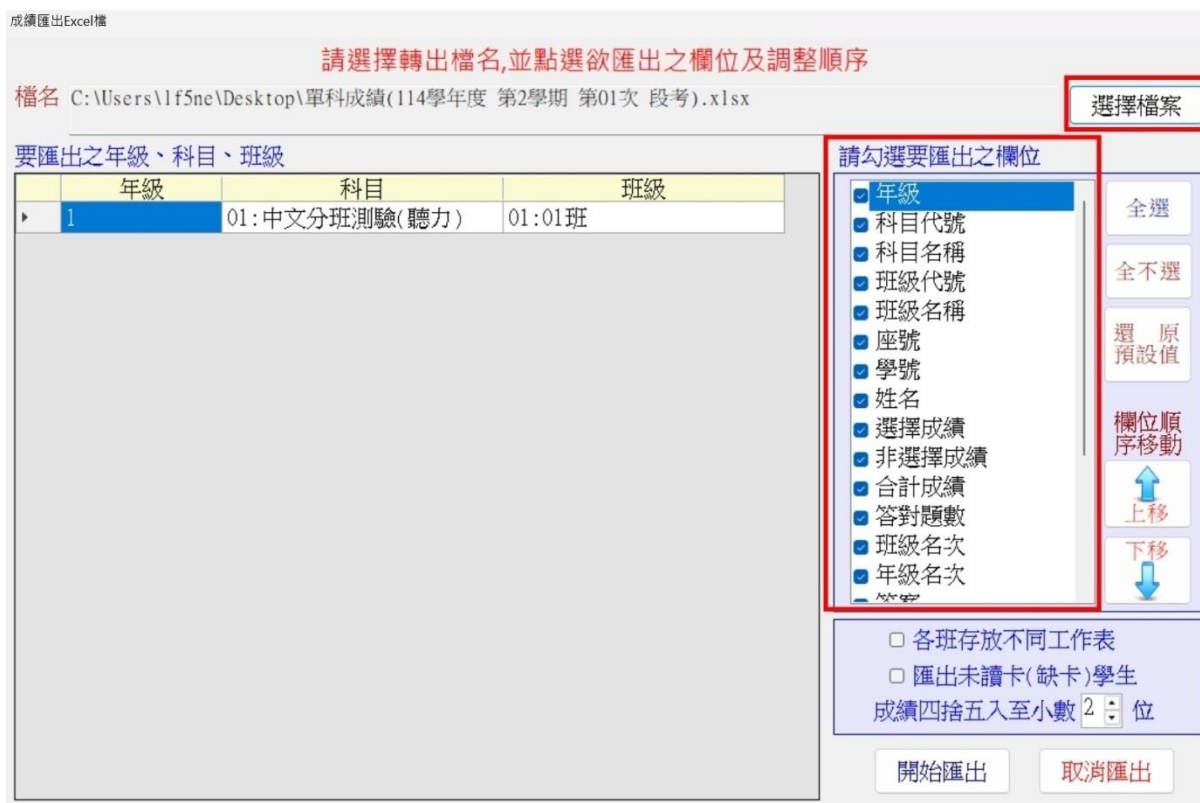 成績匯出Excel檔
請選擇轉出檔名,並點選欲匯出之欄位及調整順序
檔名 C:\Users\lf5ne\Desktop\單科成績(114學年度 第2學期 第01次 段考).xlsx
選擇檔案
要匯出之年級、科目、班級
年級 科目 班級
1 01:中文分班測驗(聽力) 01:01班
請勾選要匯出之欄位
年級
科目代號
科目名稱
班級代號
班級名稱
座號
學號
姓名
選擇成績
非選擇成績
合計成績
答對題數
班級名次
年級名次
答案
全選
全不選
還 原
預設值
欄位順
序移動
上移
下移
各班存放不同工作表
匯出未讀卡(缺卡)學生
成績四捨五入至小數 2 位
開始匯出
取消匯出